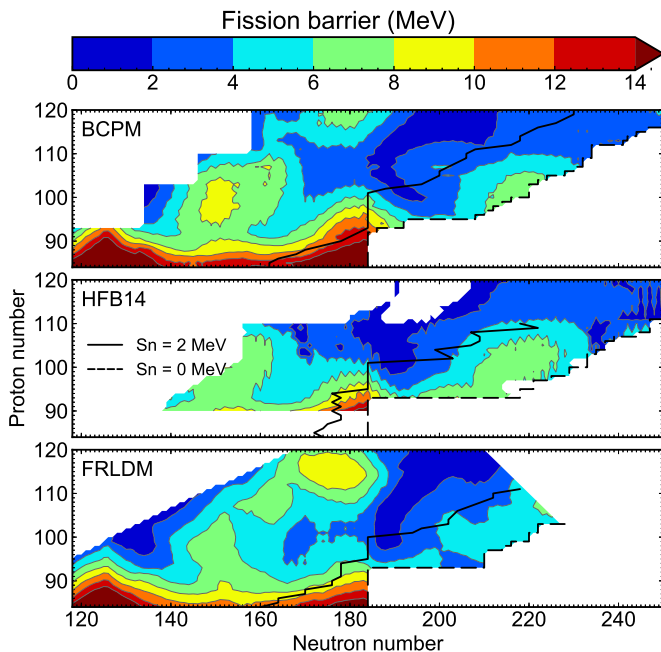 Fission barrier (MeV)
0 2 4 6 8 10 12 14
120
BCPM
110
100
90
120
HFB14
110
Sn = 2 MeV
100
Sn = 0 MeV
90
Proton number
120
FRLDM
110
100
90
120 140 160 180 200 220 240
Neutron number